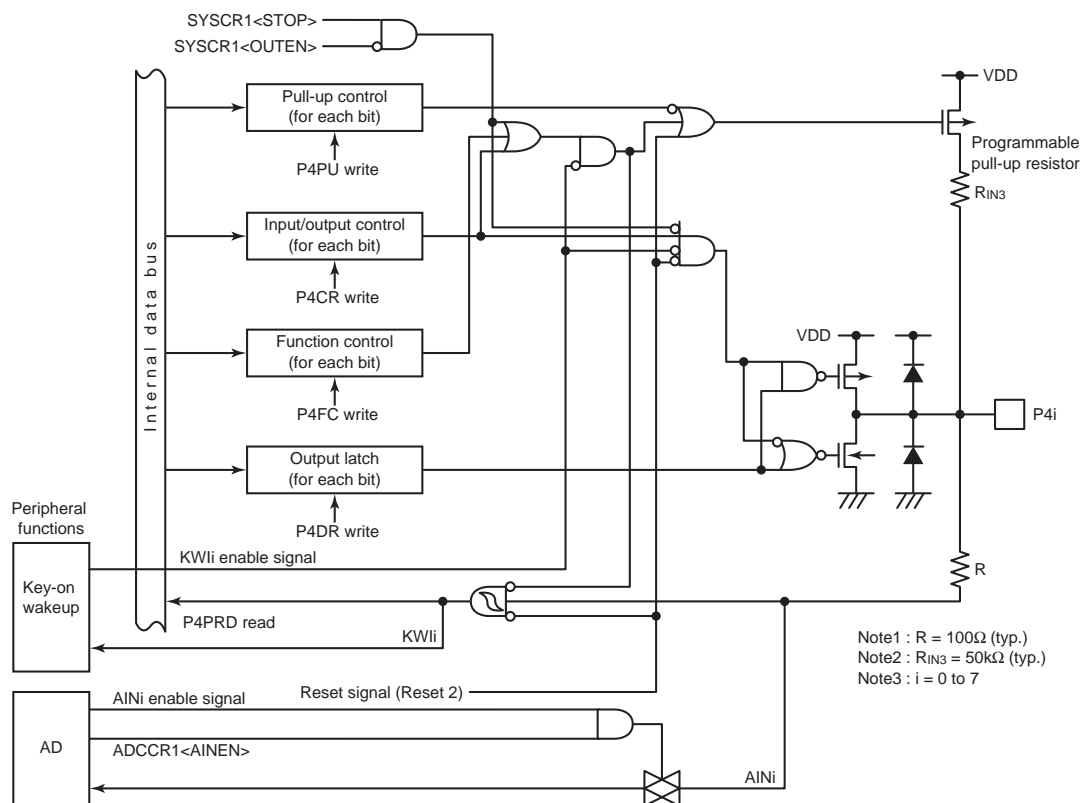 SYSCR1<STOP>
SYSCR1<OUTEN>
VDD
Pull-up control
(for each bit)
P4PU write
Programmable
pull-up resistor
RIN3
Internal data bus
Input/output control
(for each bit)
P4CR write
VDD
Function control
(for each bit)
P4FC write
P4i
Output latch
(for each bit)
P4DR write
Peripheral
functions
KWIi enable signal
Key-on
wakeup
R
P4PRD read
KWIi
Note1 : R = 100Ω (typ.)
Note2 : RIN3 = 50kΩ (typ.)
Note3 : i = 0 to 7
Reset signal (Reset 2)
AINi enable signal
AD
ADCCR1<AINEN>
AINi